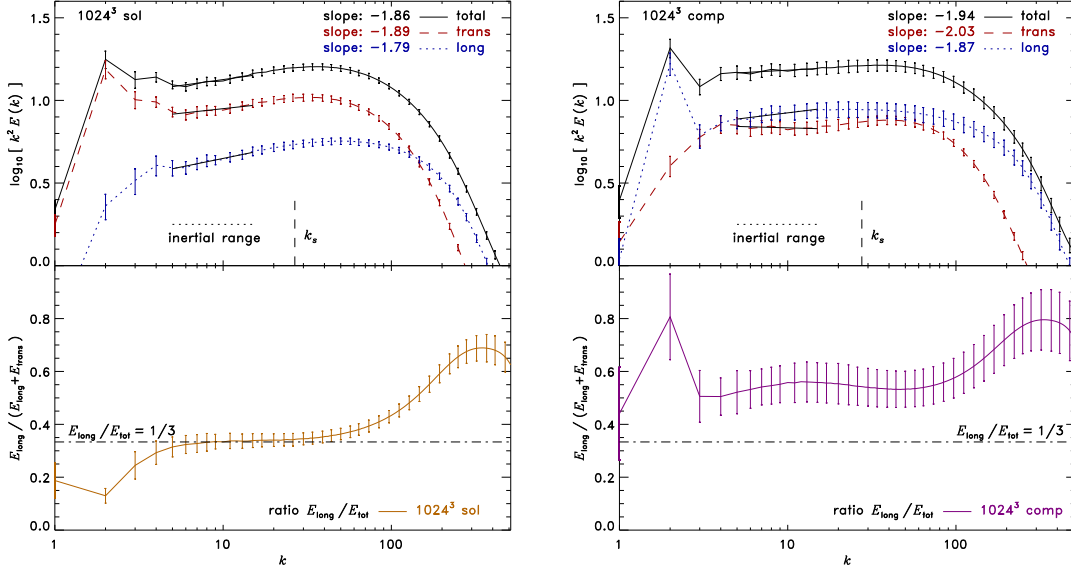 1024³ sol
slope: −1.86 total
slope: −1.89 trans
slope: −1.79 long
log₁₀ [ k² E(k) ]
1.5
1.0
0.5
0.0
inertial range
kₛ
E_long / (E_long+E_trans)
0.8
0.6
0.4
0.2
0.0
E_long/E_tot = 1/3
ratio E_long/E_tot 1024³ sol
1 10 100
k
1024³ comp
slope: −1.94 total
slope: −2.03 trans
slope: −1.87 long
log₁₀ [ k² E(k) ]
1.5
1.0
0.5
0.0
inertial range
kₛ
E_long / (E_long+E_trans)
0.8
0.6
0.4
0.2
0.0
E_long/E_tot = 1/3
ratio E_long/E_tot 1024³ comp
1 10 100
k